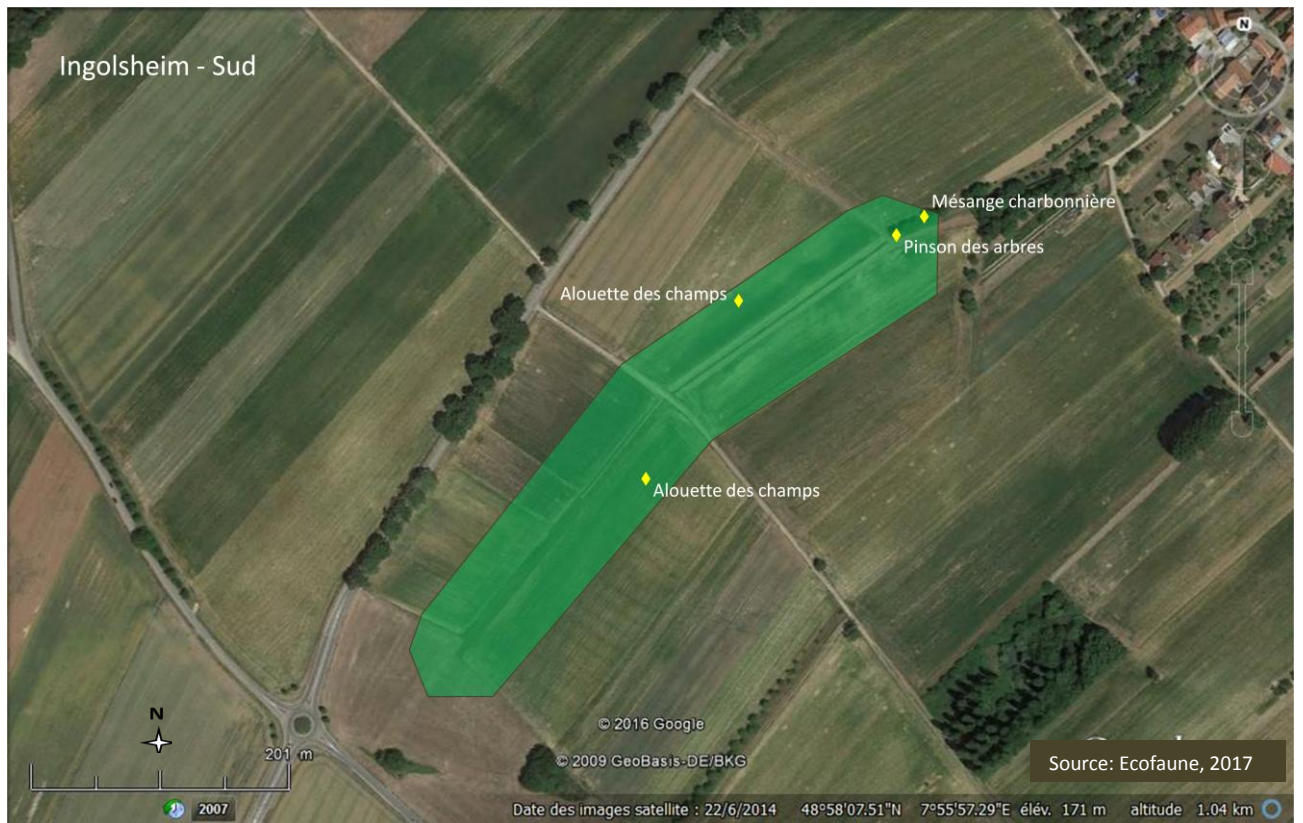 N
Ingolsheim - Sud
Mésange charbonnière
Pinson des arbres
Alouette des champs
Alouette des champs
N
© 2016 Google
201 m
© 2009 GeoBasis-DE/BKG
Source: Ecofaune, 2017
2007
Date des images satellite : 22/6/2014 48°58'07.51"N 7°55'57.29"E élév. 171 m altitude 1.04 km